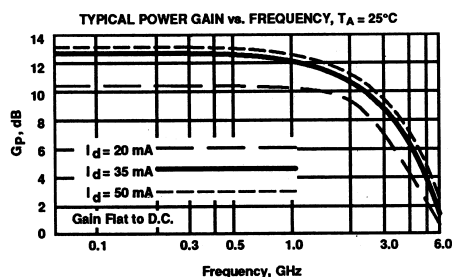 TYPICAL POWER GAIN vs. FREQUENCY, TA = 25°C
14
12
10
8
6
4
2
0
Gp, dB
Id = 20 mA
Id = 35 mA
Id = 50 mA
Gain Flat to D.C.
0.1 0.3 0.5 1.0 3.0 6.0
Frequency, GHz